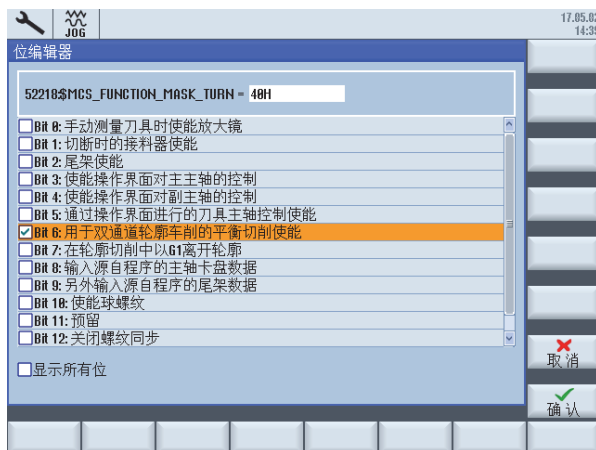 JOG
17.05.0
14:3
位编辑器
52218$MCS_FUNCTION_MASK_TURN = 40H
Bit 0: 手动测量刀具时使能放大镜
Bit 1: 切断时的接料器使能
Bit 2: 尾架使能
Bit 3: 使能操作界面对主主轴的控制
Bit 4: 使能操作界面对副主轴的控制
Bit 5: 通过操作界面进行的刀具主轴控制使能
Bit 6: 用于双通道轮廓车削的平衡切削使能
Bit 7: 在轮廓切削中以G1离开轮廓
Bit 8: 输入源自程序的主轴卡盘数据
Bit 9: 另外输入源自程序的尾架数据
Bit 10: 使能球螺纹
Bit 11: 预留
Bit 12: 关闭螺纹同步
显示所有位
取消
确认